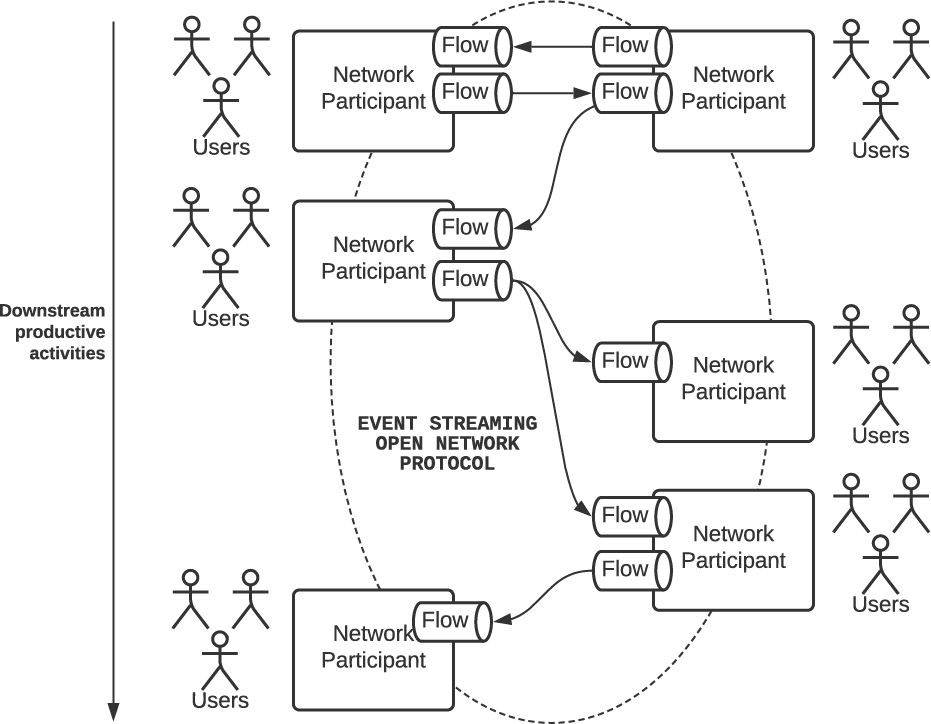 Flow
Flow
Network
Participant
Flow
Flow
Network
Participant
Users
Users
Flow
Network
Participant
Flow
Users
Downstream
productive
activities
Flow
Network
Participant
Users
EVENT STREAMING
OPEN NETWORK
PROTOCOL
Flow
Network
Participant
Flow
Users
Flow
Network
Participant
Users